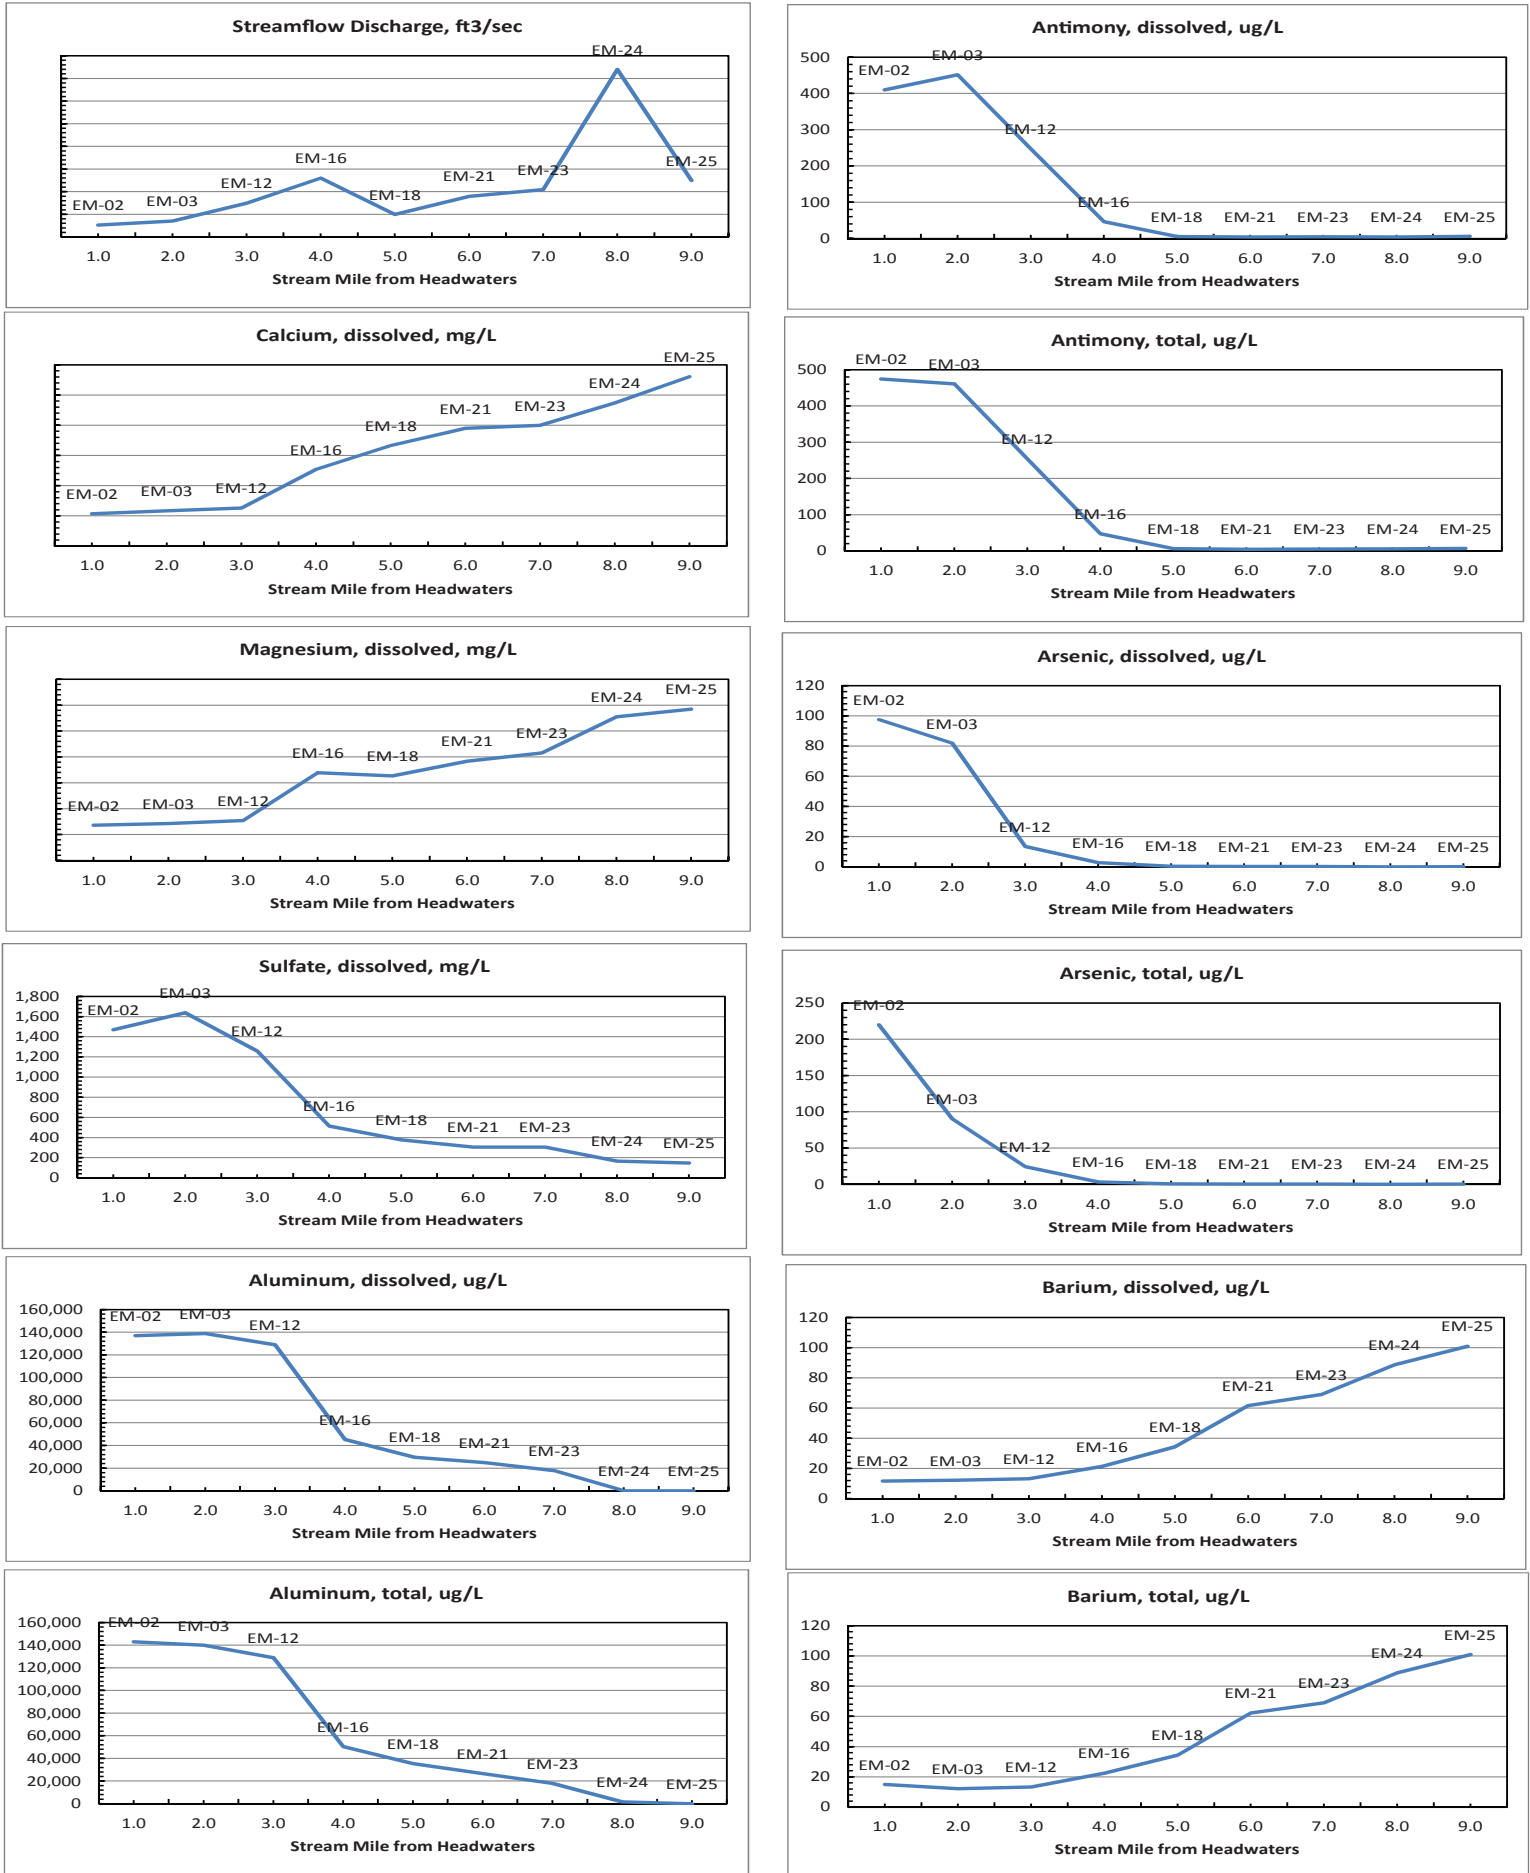 Streamflow Discharge, ft3/sec
EM-02 EM-03 EM-12 EM-16 EM-18 EM-21 EM-23 EM-24 EM-25
1.0 2.0 3.0 4.0 5.0 6.0 7.0 8.0 9.0
Stream Mile from Headwaters
Calcium, dissolved, mg/L
EM-02 EM-03 EM-12 EM-16 EM-18 EM-21 EM-23 EM-24 EM-25
1.0 2.0 3.0 4.0 5.0 6.0 7.0 8.0 9.0
Stream Mile from Headwaters
Magnesium, dissolved, mg/L
EM-02 EM-03 EM-12 EM-16 EM-18 EM-21 EM-23 EM-24 EM-25
1.0 2.0 3.0 4.0 5.0 6.0 7.0 8.0 9.0
Stream Mile from Headwaters
Sulfate, dissolved, mg/L
1,800
1,600
1,400
1,200
1,000
800
600
400
200
0
EM-02 EM-03 EM-12 EM-16 EM-18 EM-21 EM-23 EM-24 EM-25
1.0 2.0 3.0 4.0 5.0 6.0 7.0 8.0 9.0
Stream Mile from Headwaters
Aluminum, dissolved, ug/L
160,000
140,000
120,000
100,000
80,000
60,000
40,000
20,000
0
EM-02 EM-03 EM-12 EM-16 EM-18 EM-21 EM-23 EM-24 EM-25
1.0 2.0 3.0 4.0 5.0 6.0 7.0 8.0 9.0
Stream Mile from Headwaters
Aluminum, total, ug/L
160,000
140,000
120,000
100,000
80,000
60,000
40,000
20,000
0
EM-02 EM-03 EM-12 EM-16 EM-18 EM-21 EM-23 EM-24 EM-25
1.0 2.0 3.0 4.0 5.0 6.0 7.0 8.0 9.0
Stream Mile from Headwaters
Antimony, dissolved, ug/L
500
400
300
200
100
0
EM-02 EM-03 EM-12 EM-16 EM-18 EM-21 EM-23 EM-24 EM-25
1.0 2.0 3.0 4.0 5.0 6.0 7.0 8.0 9.0
Stream Mile from Headwaters
Antimony, total, ug/L
500
400
300
200
100
0
EM-02 EM-03 EM-12 EM-16 EM-18 EM-21 EM-23 EM-24 EM-25
1.0 2.0 3.0 4.0 5.0 6.0 7.0 8.0 9.0
Stream Mile from Headwaters
Arsenic, dissolved, ug/L
120
100
80
60
40
20
0
EM-02 EM-03 EM-12 EM-16 EM-18 EM-21 EM-23 EM-24 EM-25
1.0 2.0 3.0 4.0 5.0 6.0 7.0 8.0 9.0
Stream Mile from Headwaters
Arsenic, total, ug/L
250
200
150
100
50
0
EM-02 EM-03 EM-12 EM-16 EM-18 EM-21 EM-23 EM-24 EM-25
1.0 2.0 3.0 4.0 5.0 6.0 7.0 8.0 9.0
Stream Mile from Headwaters
Barium, dissolved, ug/L
120
100
80
60
40
20
0
EM-02 EM-03 EM-12 EM-16 EM-18 EM-21 EM-23 EM-24 EM-25
1.0 2.0 3.0 4.0 5.0 6.0 7.0 8.0 9.0
Stream Mile from Headwaters
Barium, total, ug/L
120
100
80
60
40
20
0
EM-02 EM-03 EM-12 EM-16 EM-18 EM-21 EM-23 EM-24 EM-25
1.0 2.0 3.0 4.0 5.0 6.0 7.0 8.0 9.0
Stream Mile from Headwaters